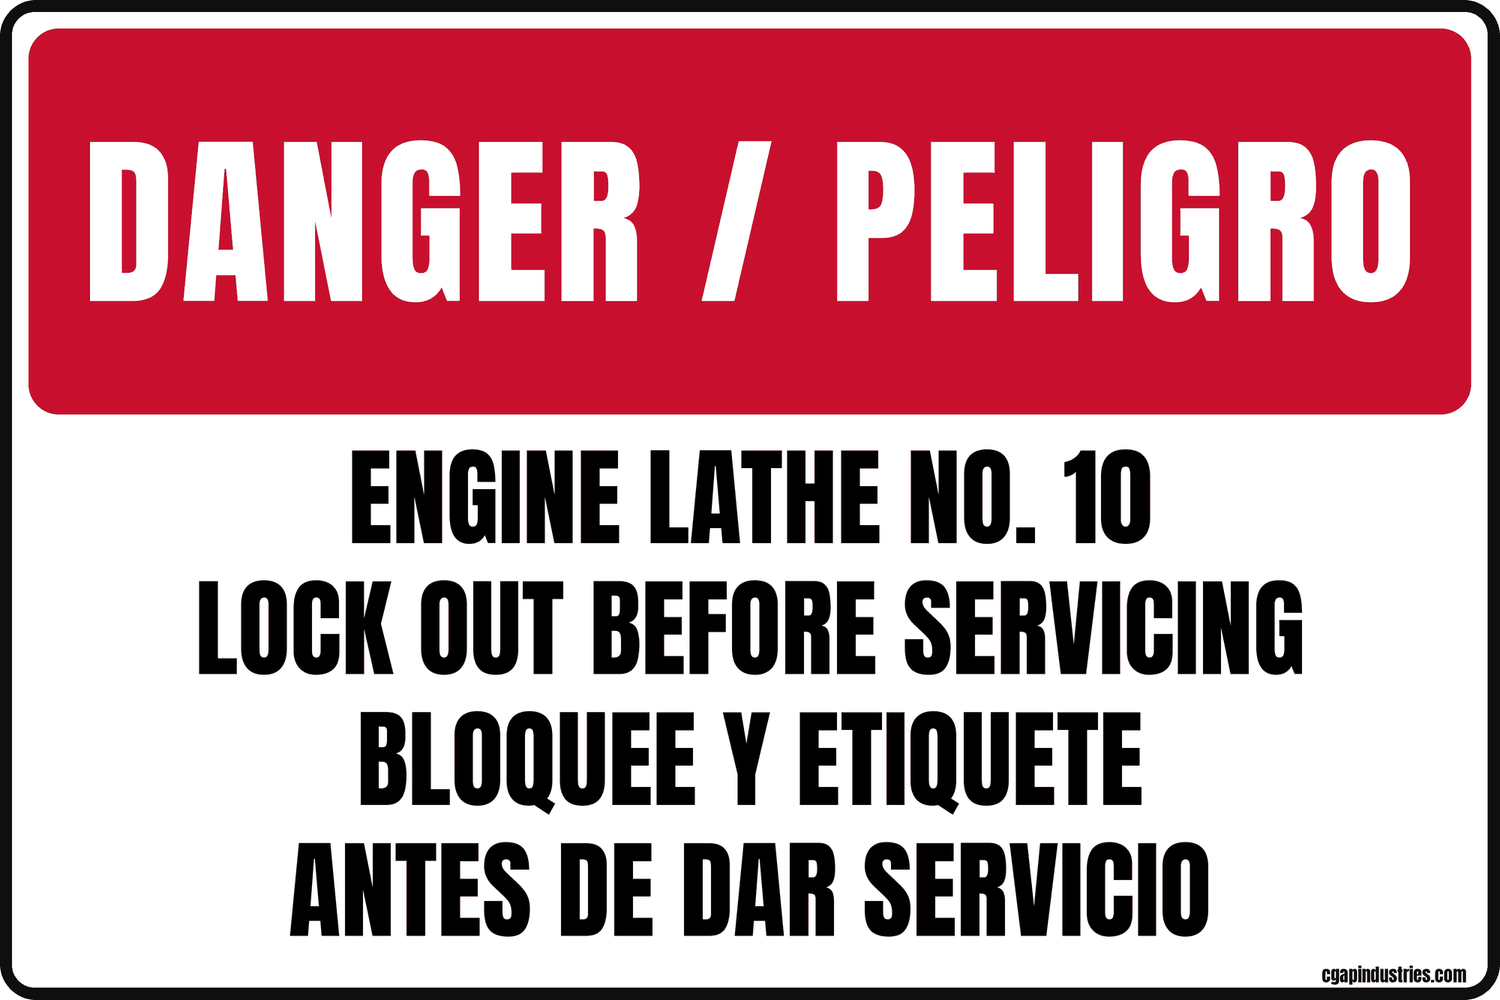 DANGER / PELIGRO
ENGINE LATHE NO. 10
LOCK OUT BEFORE SERVICING
BLOQUEE Y ETIQUETE
ANTES DE DAR SERVICIO
cgapindustries.com